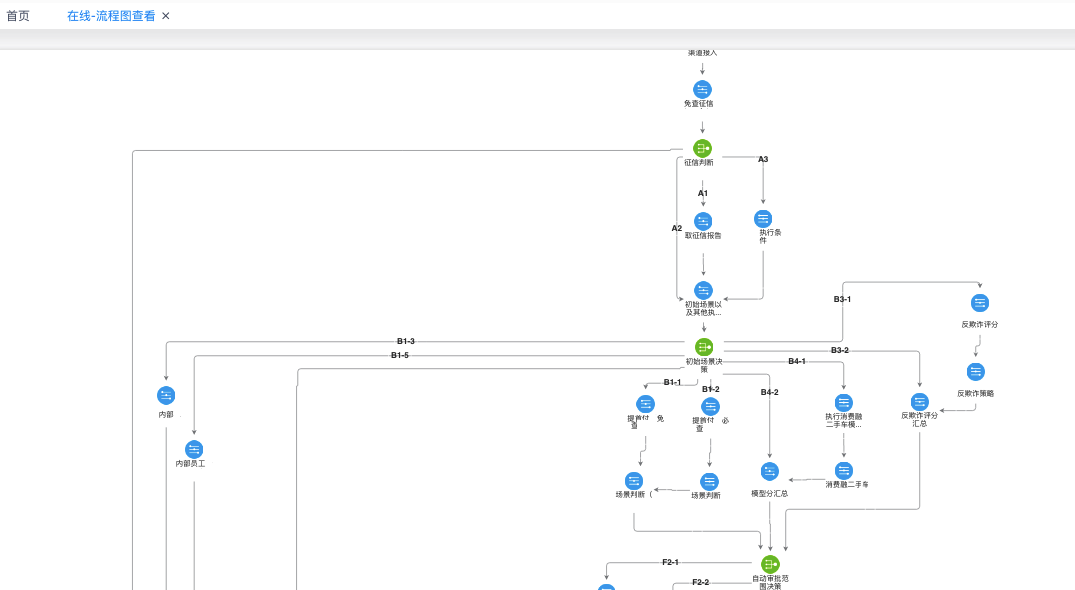 首页
在线-流程图查看 ×
渠道接入
免查征信
征信判断
A3
A1
A2
取征信报告
执行条
件
初始场景以
及其他执...
B3-1
反欺诈评分
B1-3
B3-2
初始场景决
策
B1-5
B4-1
B1-1
B1-2
B4-2
反欺诈策略
内部
提首付 免
查
提首付 必
查
执行消费融
二手车模...
反欺诈评分
汇总
内部员工
场景判断（
场景判断
模型分汇总
消费融二手车
F2-1
自动审批范
围决策
F2-2